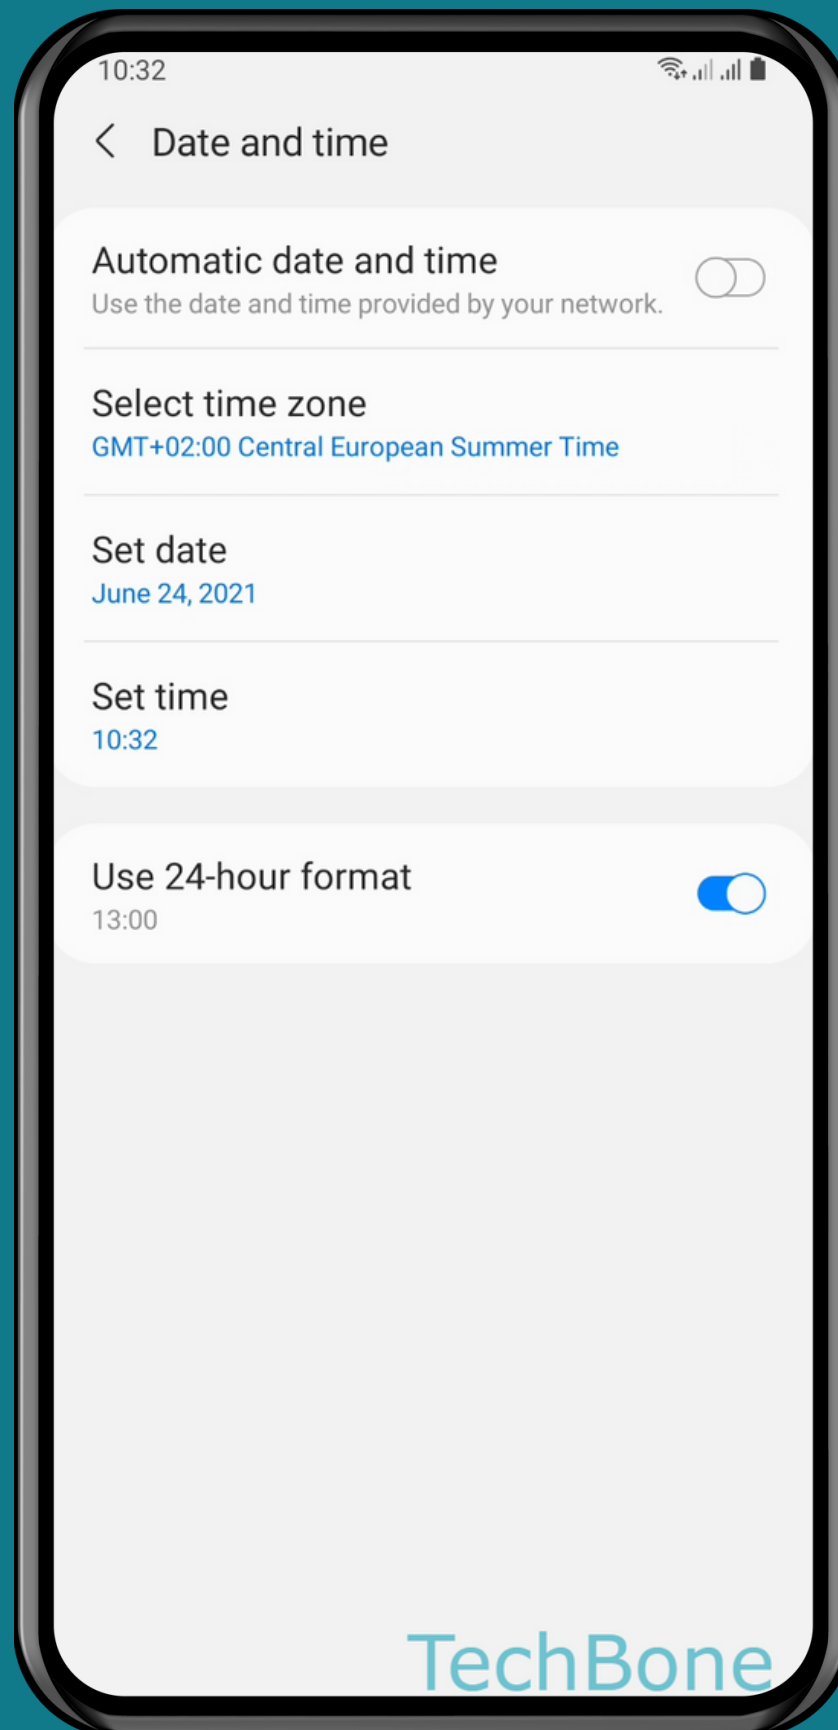 10:32
Date and time
Automatic date and time
Use the date and time provided by your network.
Select time zone
GMT+02:00 Central European Summer Time
Set date
June 24, 2021
Set time
10:32
Use 24-hour format
13:00
TechBone